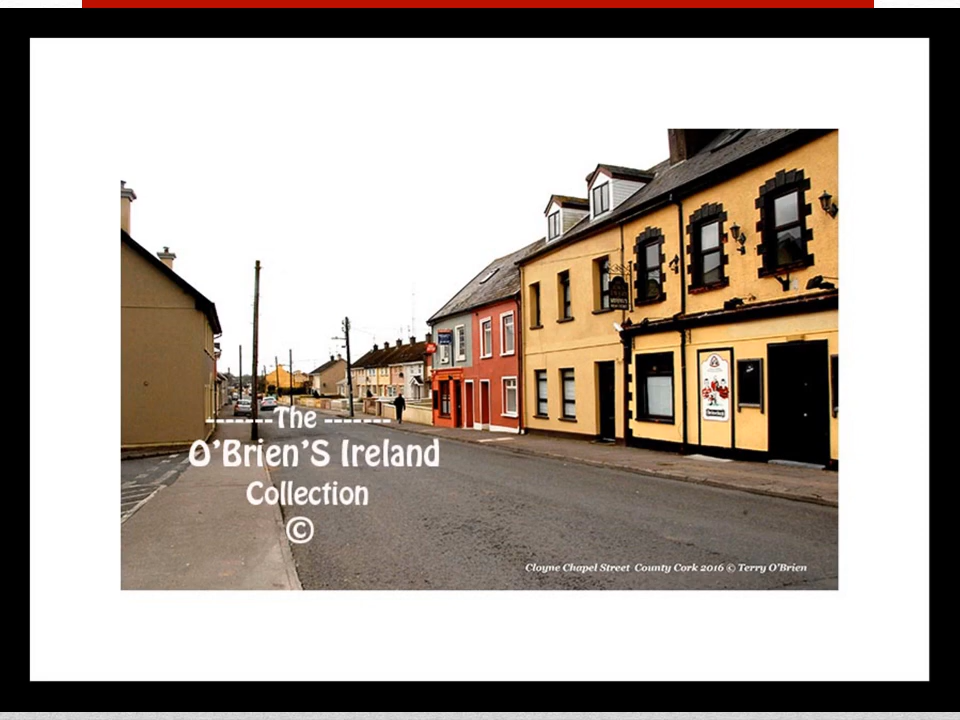 --------The --------
O'Brien'S Ireland
Collection
©
Cloyne Chapel Street County Cork 2016 © Terry O'Brien